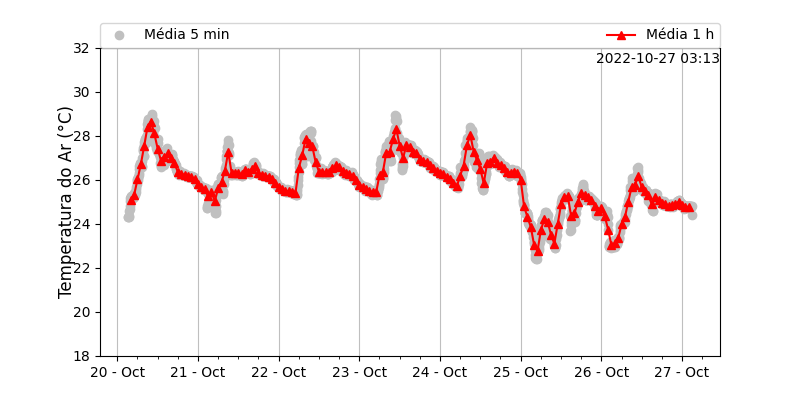 Média 5 min
Média 1 h
2022-10-27 03:13
Temperatura do Ar (°C)
32
30
28
26
24
22
20
18
20 - Oct
21 - Oct
22 - Oct
23 - Oct
24 - Oct
25 - Oct
26 - Oct
27 - Oct